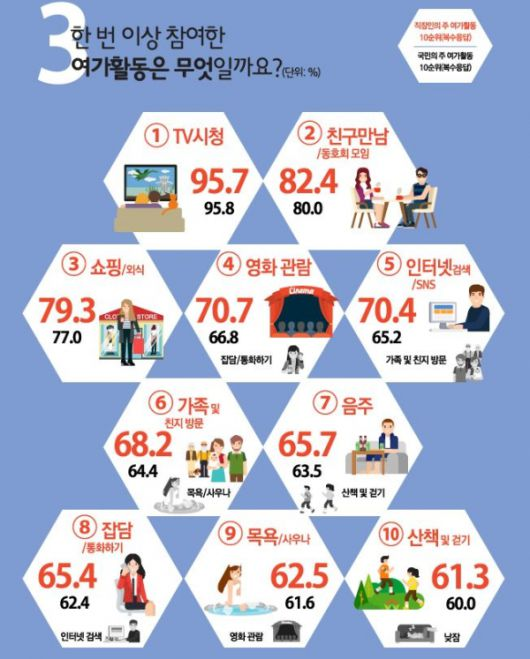 3
한 번 이상 참여한
여가활동은 무엇일까요?(단위: %)
직장인의 주 여가활동
10순위(복수응답)
국민의 주 여가활동
10순위(복수응답)
① TV시청
95.7
95.8
② 친구만남
/동호회 모임
82.4
80.0
③ 쇼핑/외식
79.3
77.0
CLO STORE
④ 영화 관람
Cinema
70.7
66.8
잡담/통화하기
⑤ 인터넷검색
/SNS
70.4
65.2
가족 및 친지 방문
⑥ 가족 및
친지 방문
68.2
64.4
목욕/사우나
⑦ 음주
65.7
63.5
산책 및 걷기
⑧ 잡담
/통화하기
65.4
62.4
인터넷 검색
⑨ 목욕/사우나
62.5
61.6
영화 관람
⑩ 산책 및 걷기
61.3
60.0
낮잠